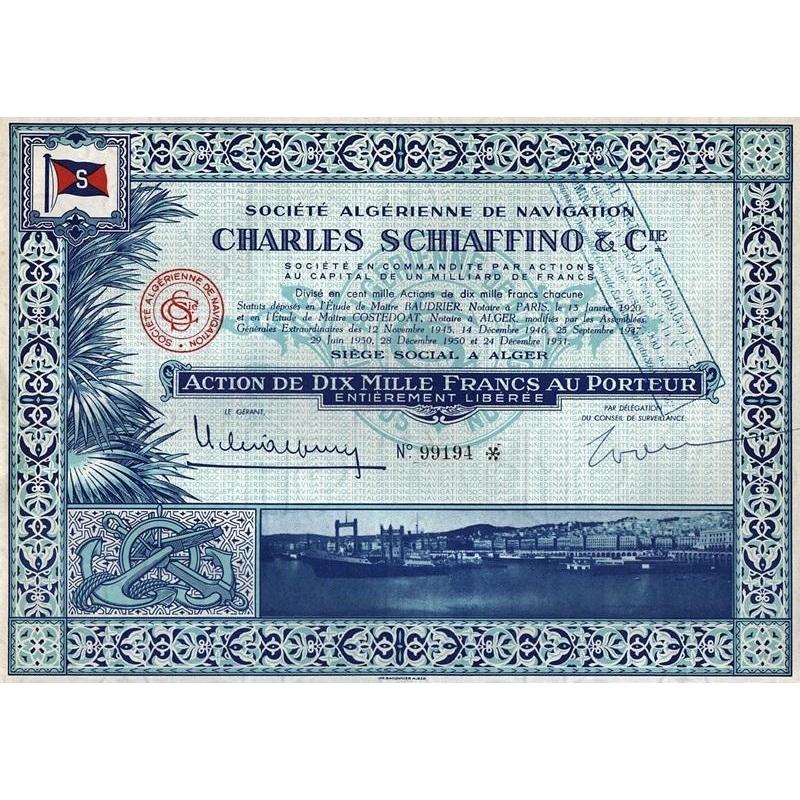 S
SOCIÉTÉ ALGÉRIENNE DE NAVIGATION
CHARLES SCHIAFFINO & CIE
SOCIÉTÉ EN COMMANDITE PAR ACTIONS
AU CAPITAL DE UN MILLIARD DE FRANCS
Divisé en cent mille Actions de dix mille Francs chacune
Statuts déposés en l'Étude de Maître BAUDRIER, Notaire à PARIS, le 15 Janvier 1920
et en l'Étude de Maître COSTEDOAT, Notaire à ALGER, modifiés par les Assemblées
Générales Extraordinaires des 12 Novembre 1945, 14 Décembre 1946, 25 Septembre 1947
29 Juin 1950, 28 Décembre 1950 et 24 Décembre 1951.
SIÈGE SOCIAL A ALGER
SOCIÉTÉ ALGÉRIENNE DE NAVIGATION
ACTION DE DIX MILLE FRANCS AU PORTEUR
ENTIÈREMENT LIBÉRÉE
LE GÉRANT,
PAR DÉLÉGATION
DU CONSEIL DE SURVEILLANCE,
N° 99194